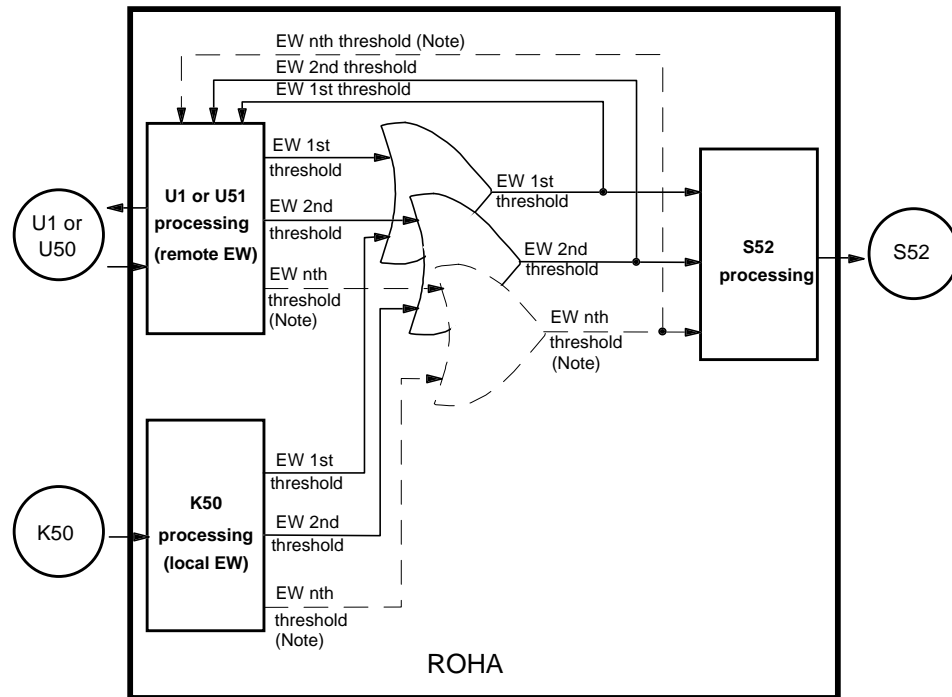 EW nth threshold (Note)
EW 2nd threshold
EW 1st threshold
U1 or U51
processing
(remote EW)
EW 1st
threshold
EW 2nd
threshold
EW nth
threshold
(Note)
U1 or
U50
EW 1st
threshold
EW 2nd
threshold
EW nth
threshold
(Note)
S52
processing
S52
K50
K50
processing
(local EW)
EW 1st
threshold
EW 2nd
threshold
EW nth
threshold
(Note)
ROHA